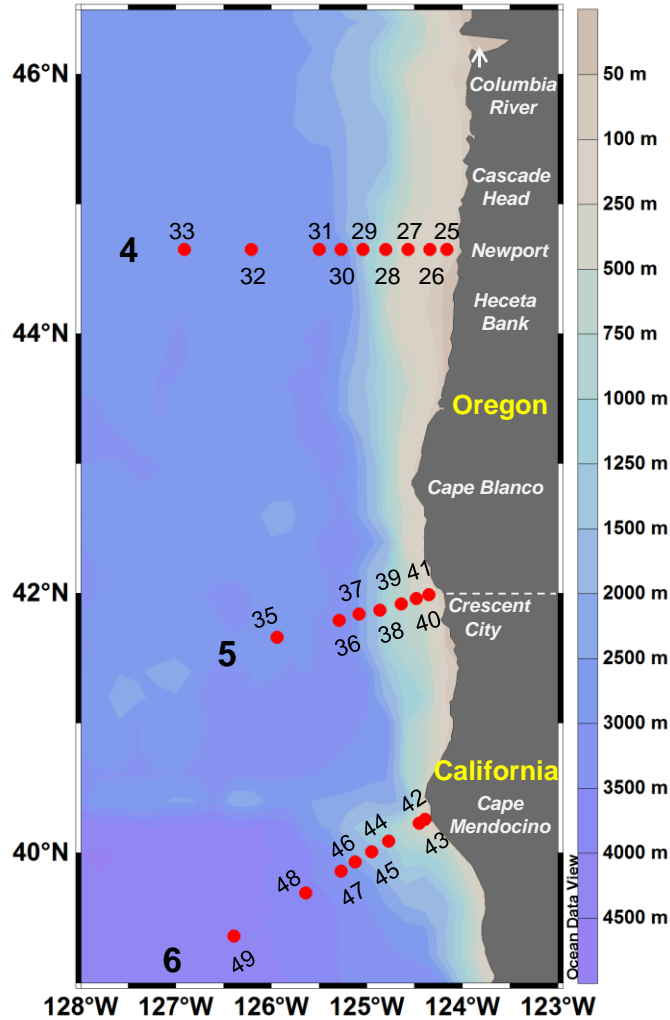 46°N
44°N
42°N
40°N
128°W
127°W
126°W
125°W
124°W
123°W
Columbia
River
Cascade
Head
Newport
Heceta
Bank
Oregon
Cape Blanco
Crescent
City
California
Cape
Mendocino
4
33
32
31
30
29
28
27
26
25
5
35
36
37
38
39
40
41
6
42
43
44
45
46
47
48
49
50 m
100 m
250 m
500 m
750 m
1000 m
1250 m
1500 m
2000 m
2500 m
3000 m
3500 m
4000 m
4500 m
Ocean Data View